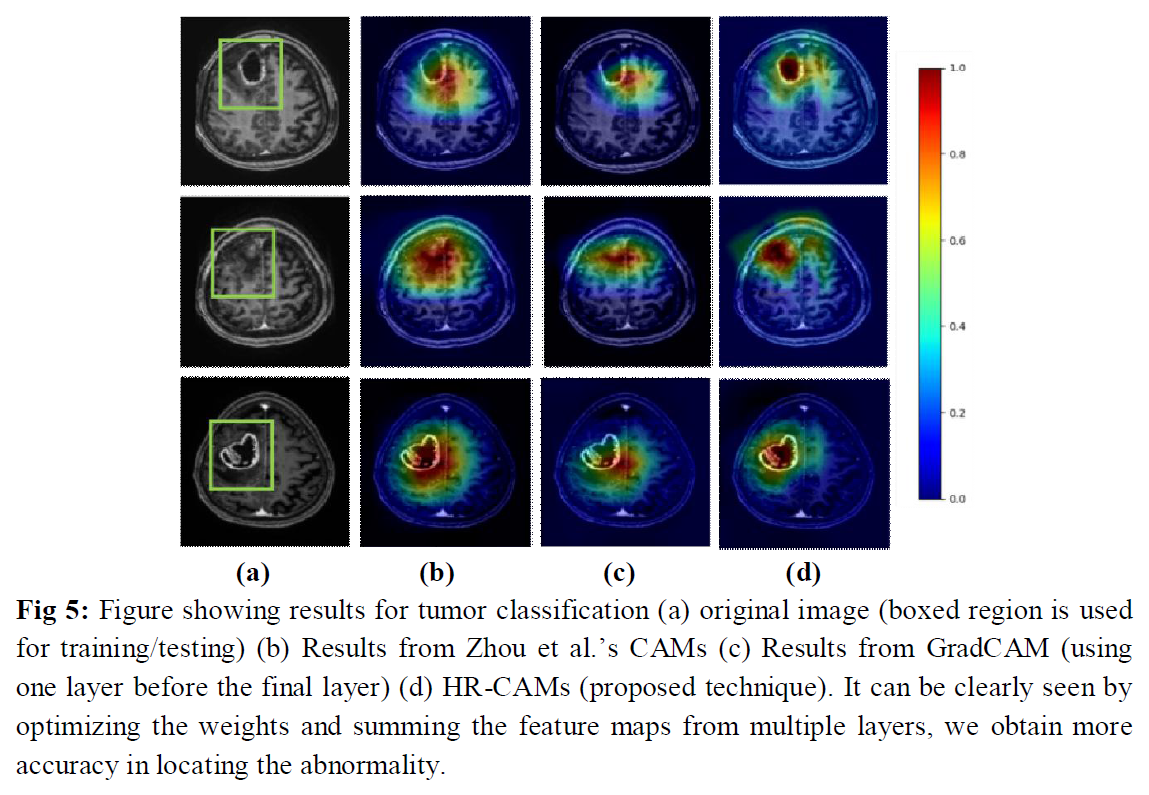 1.0
0.8
0.6
0.4
0.2
0.0
(a) (b) (c) (d)
Fig 5: Figure showing results for tumor classification (a) original image (boxed region is used
for training/testing) (b) Results from Zhou et al.’s CAMs (c) Results from GradCAM (using
one layer before the final layer) (d) HR-CAMs (proposed technique). It can be clearly seen by
optimizing the weights and summing the feature maps from multiple layers, we obtain more
accuracy in locating the abnormality.